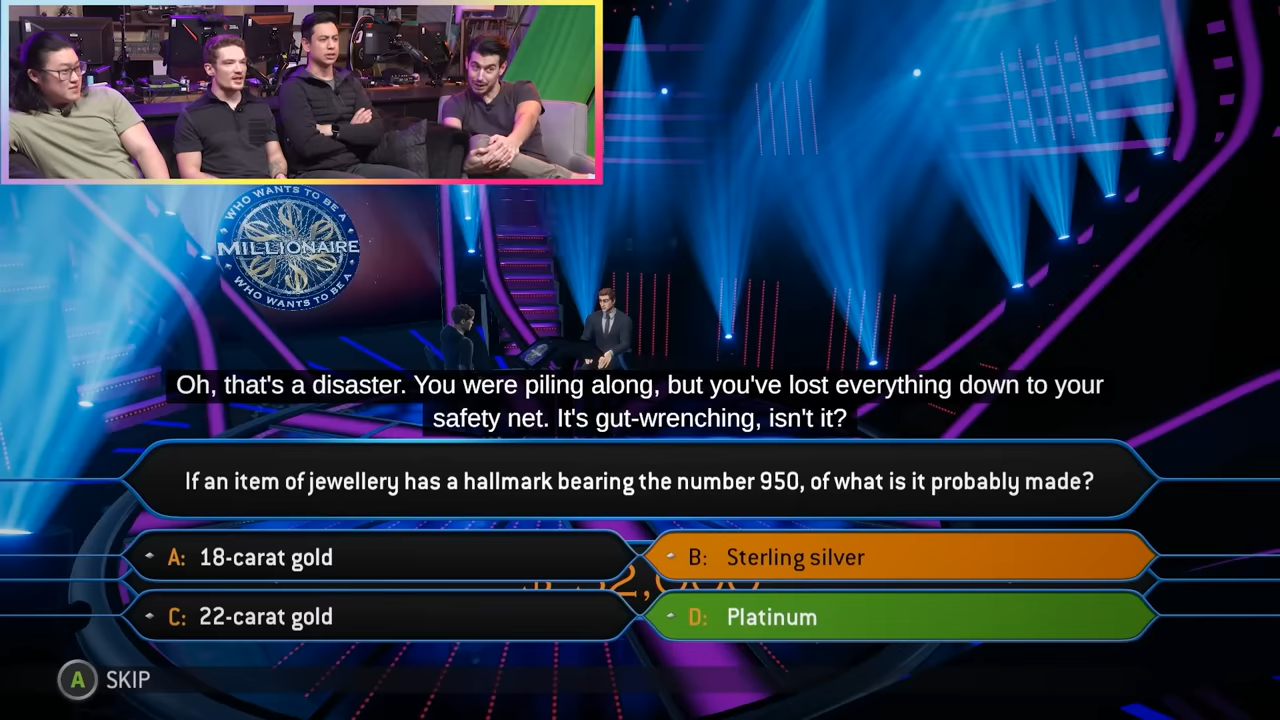 WHO WANTS TO BE A
MILLIONAIRE
WHO WANTS TO BE A
Oh, that's a disaster. You were piling along, but you've lost everything down to your
safety net. It's gut-wrenching, isn't it?
If an item of jewellery has a hallmark bearing the number 950, of what is it probably made?
A: 18-carat gold
B: Sterling silver
C: 22-carat gold
D: Platinum
A SKIP